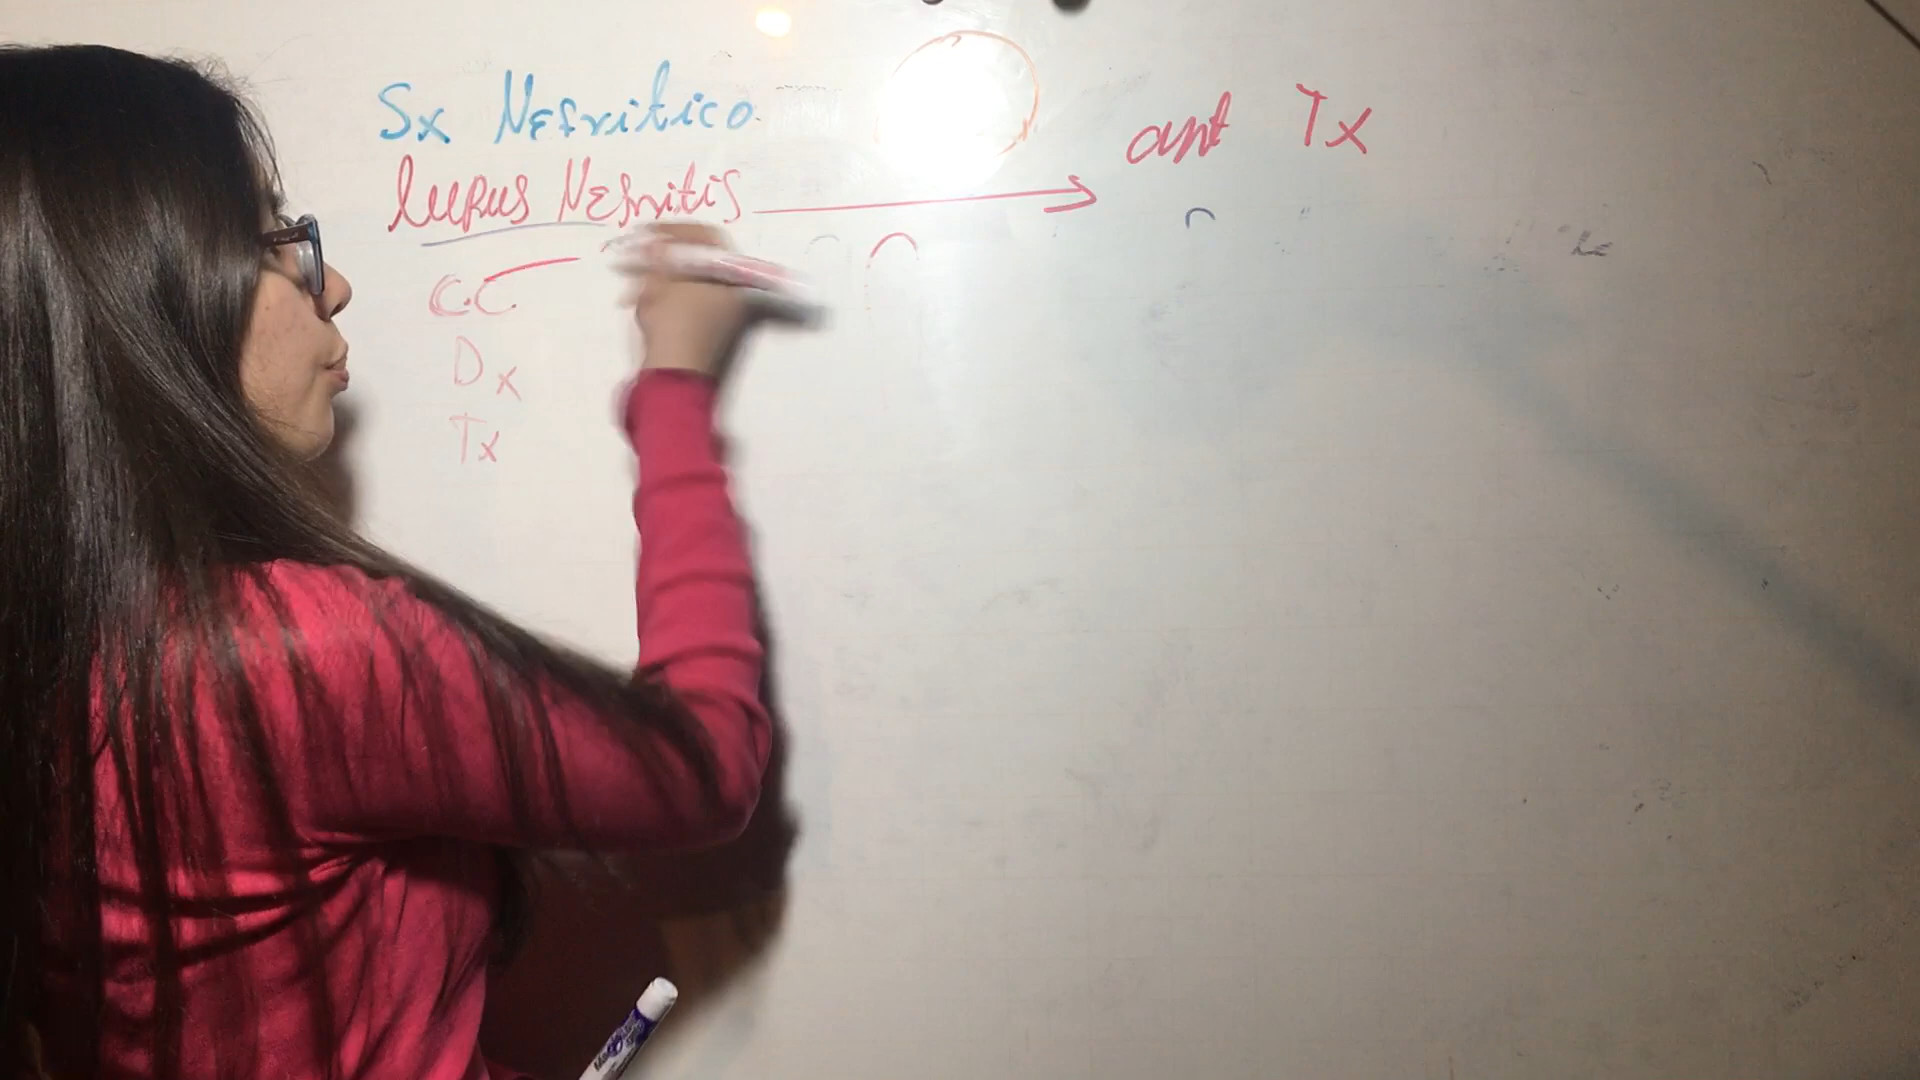 Sx Nefritico
lupus Nefritis → ant Tx
C.C
Dx
Tx